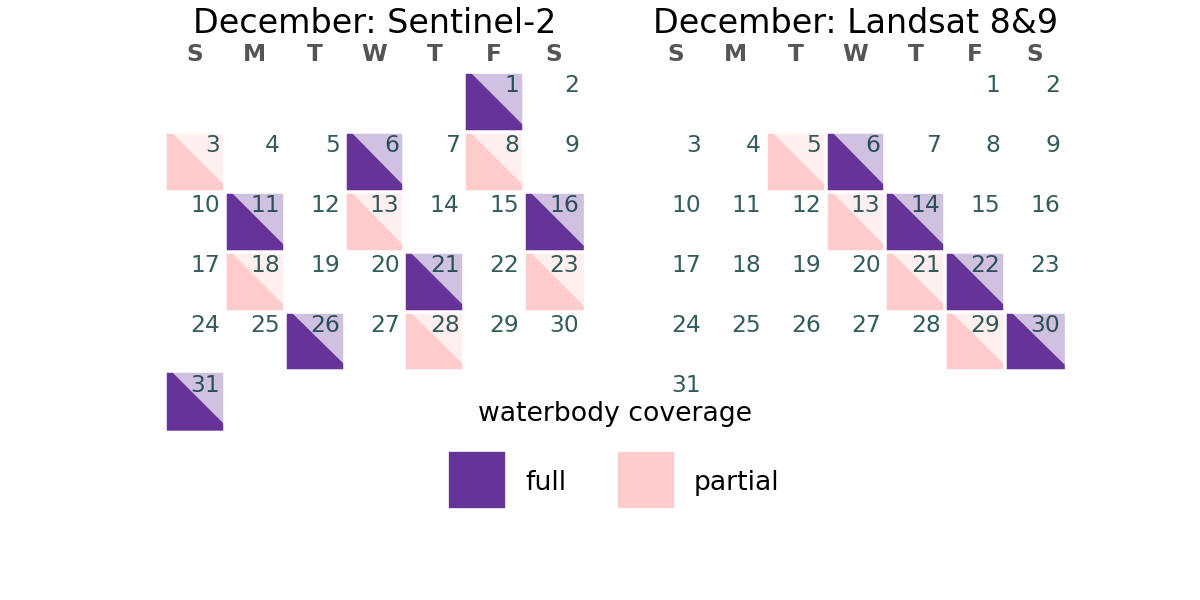 December: Sentinel-2
S M T W T F S
1 2
3 4 5 6 7 8 9
10 11 12 13 14 15 16
17 18 19 20 21 22 23
24 25 26 27 28 29 30
31
December: Landsat 8&9
S M T W T F S
1 2
3 4 5 6 7 8 9
10 11 12 13 14 15 16
17 18 19 20 21 22 23
24 25 26 27 28 29 30
31
waterbody coverage
full partial